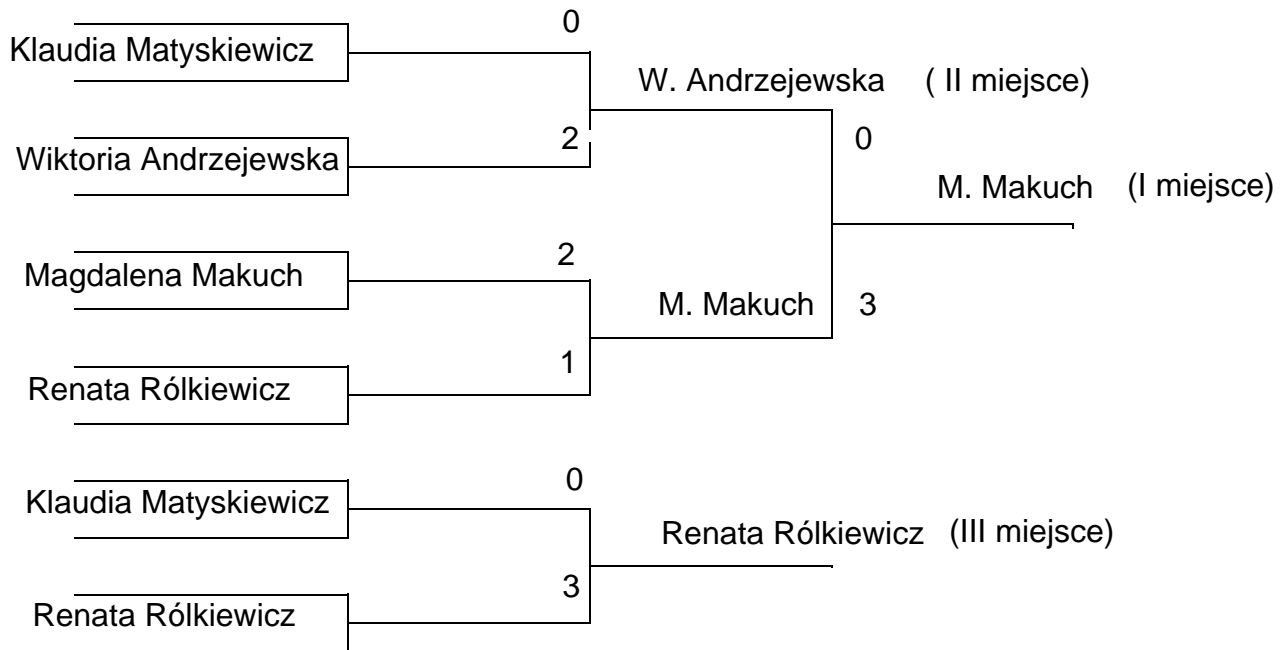 0
Klaudia Matyskiewicz
W. Andrzejewska ( II miejsce)
2
0
Wiktoria Andrzejewska
M. Makuch (I miejsce)
2
Magdalena Makuch
M. Makuch 3
1
Renata Rólkiewicz
0
Klaudia Matyskiewicz
Renata Rólkiewicz (III miejsce)
3
Renata Rólkiewicz